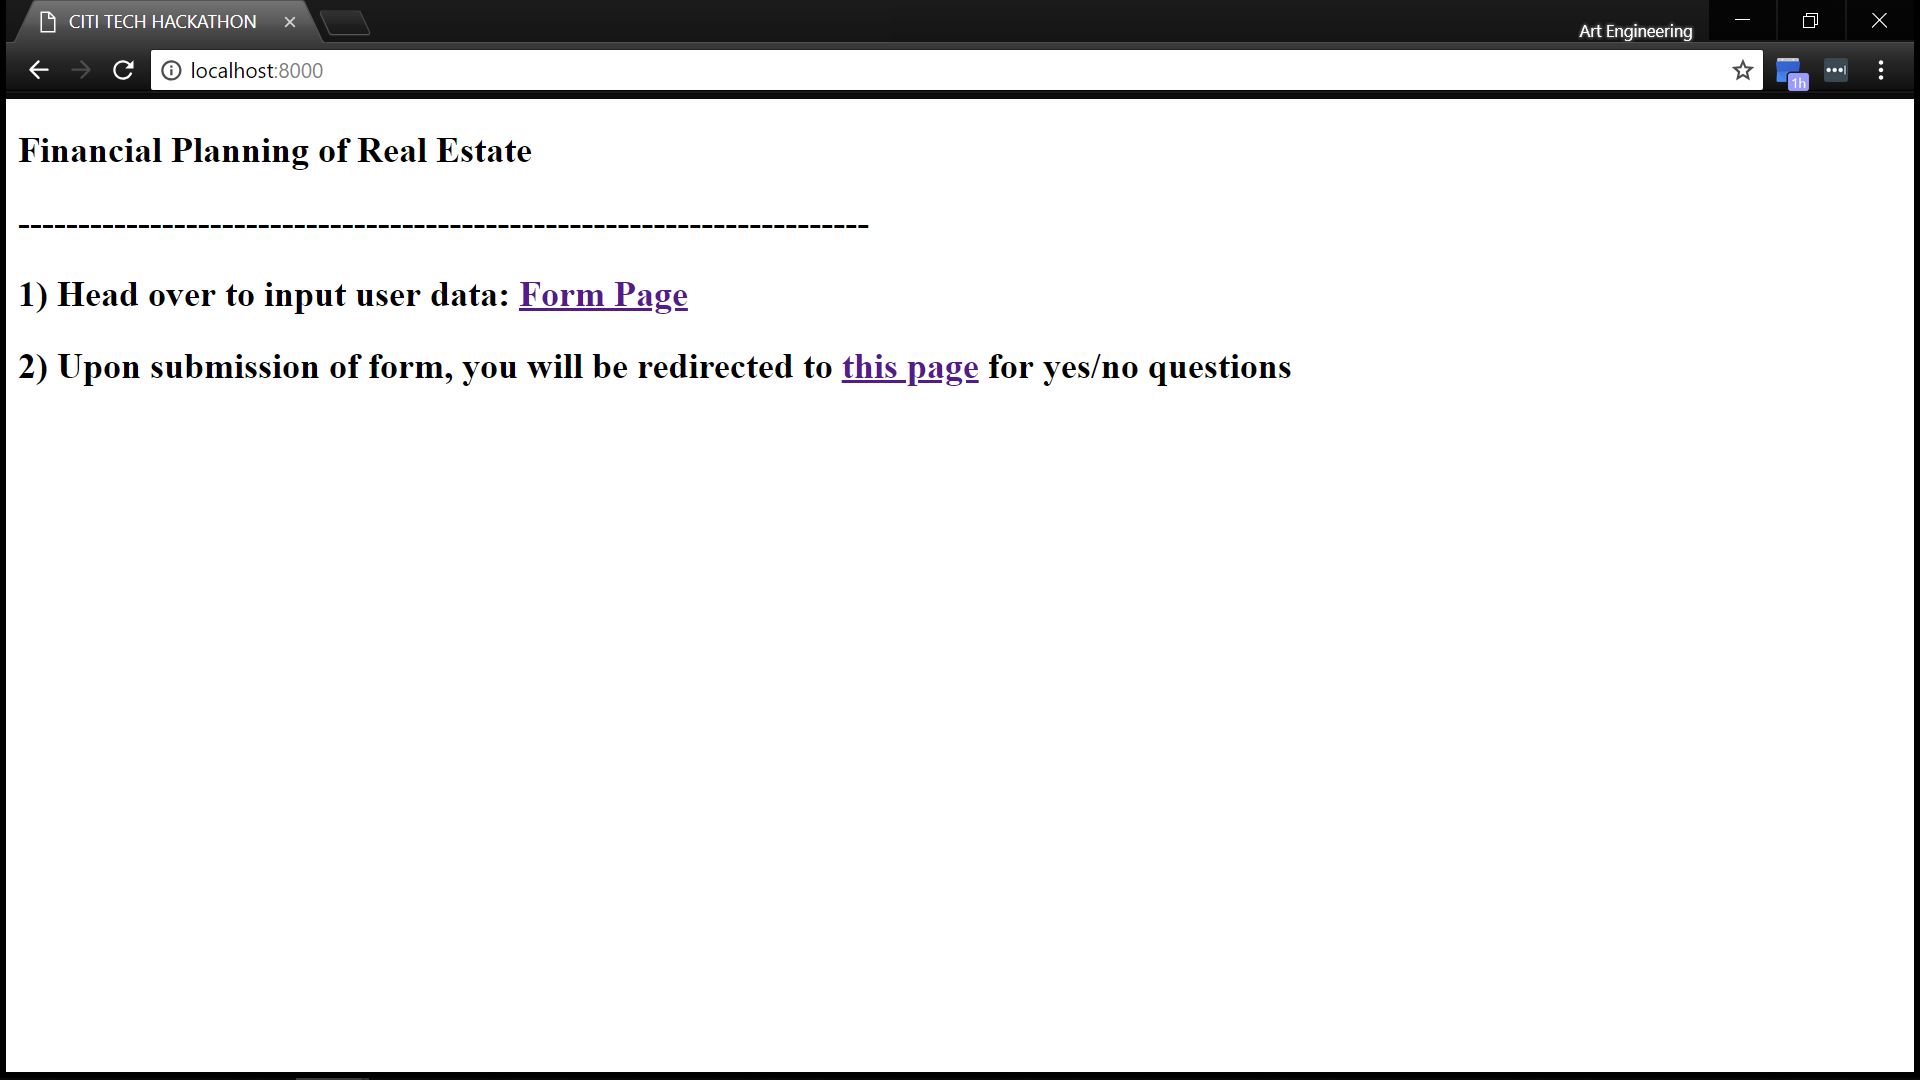 CITI TECH HACKATHON
Art Engineering
localhost:8000
1h
Financial Planning of Real Estate
-----------------------------------------------------------------------
1) Head over to input user data: Form Page
2) Upon submission of form, you will be redirected to this page for yes/no questions